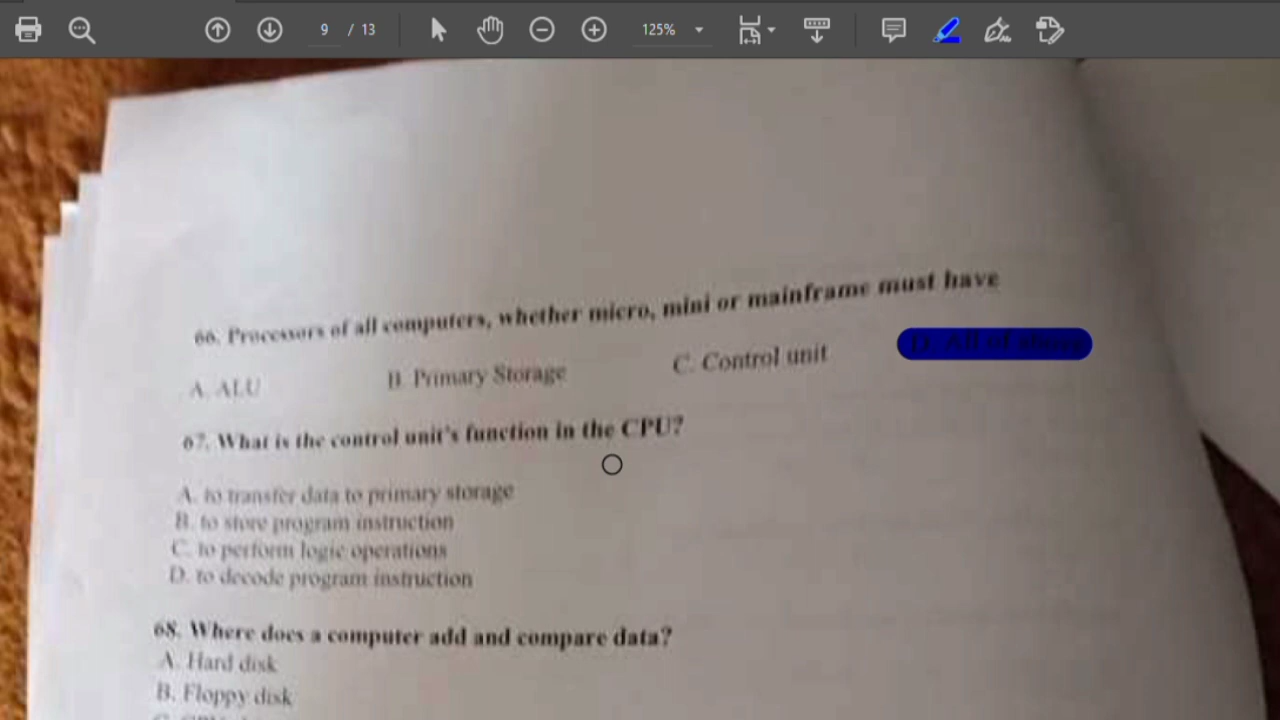 9 / 13
125%
66. Processors of all computers, whether micro, mini or mainframe must have
A. ALU B. Primary Storage C. Control unit D. All of above
67. What is the control unit's function in the CPU?
A. to transfer data to primary storage
B. to store program instruction
C. to perform logic operations
D. to decode program instruction
68. Where does a computer add and compare data?
A. Hard disk
B. Floppy disk